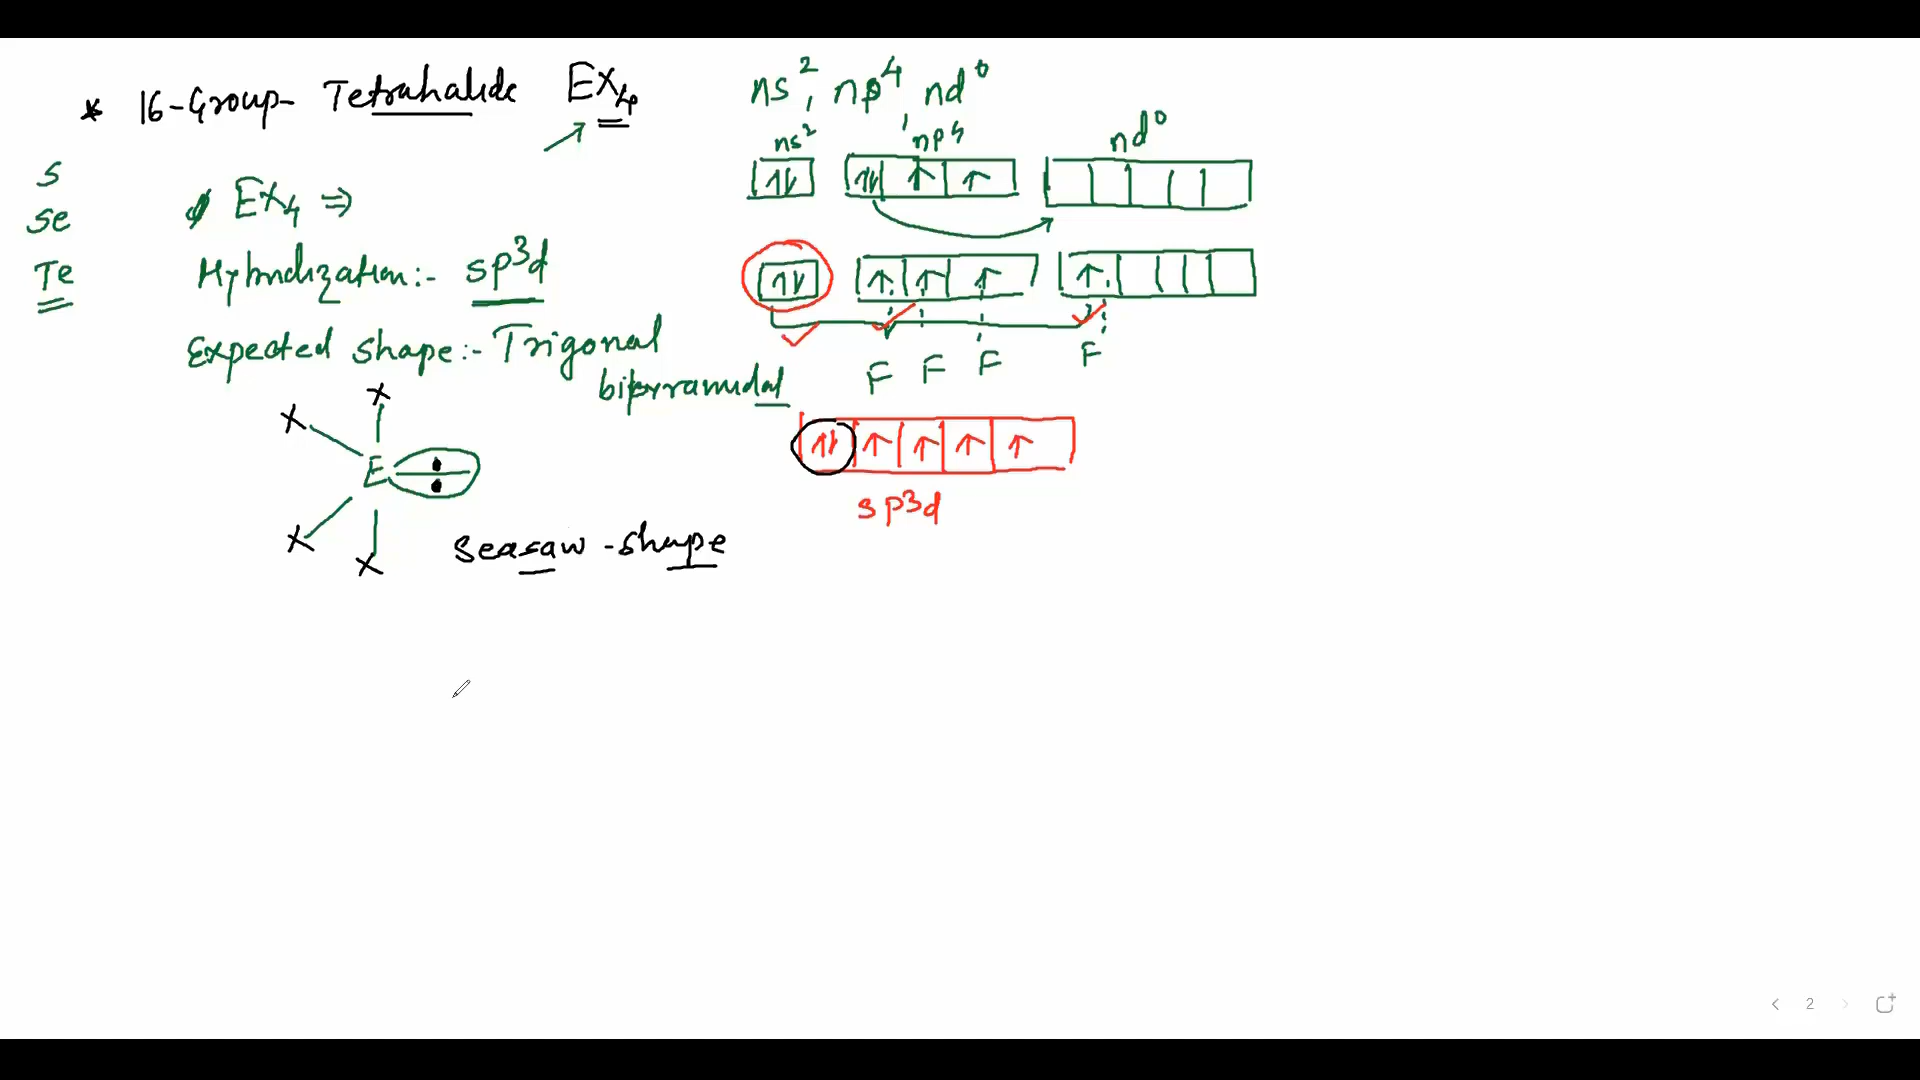 * 16-Group- Tetrahalide EX₄
S
Se
Te
EX₄ ⇒
Hybridization:- sp³d
Expected shape:- Trigonal
bipyramidal
X
X
E
X
X
Seasaw - shape
ns², np⁴, nd⁰
ns² np⁴ nd⁰
F F F F
sp³d
2